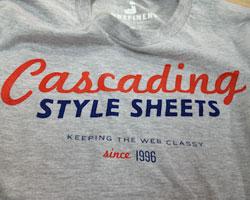 Cascading
STYLE SHEETS
KEEPING THE WEB CLASSY
since 1996